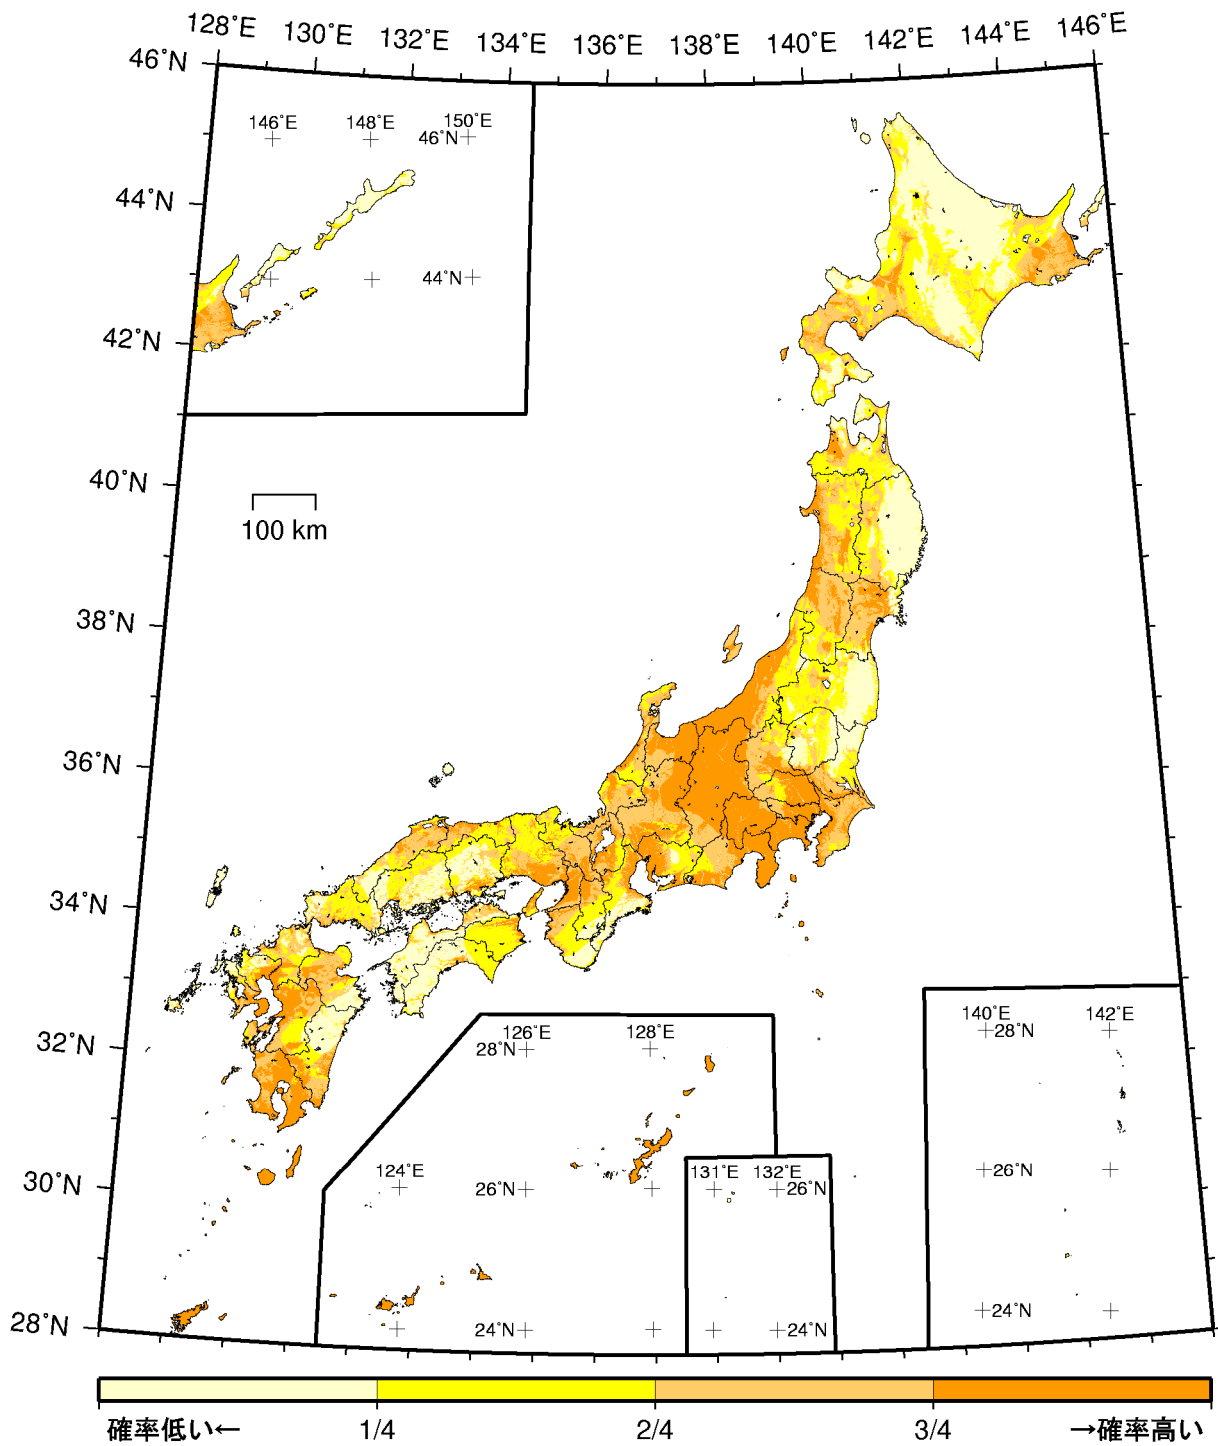 128˚E 130˚E 132˚E 134˚E 136˚E 138˚E 140˚E 142˚E 144˚E 146˚E
46˚N
146˚E 148˚E 150˚E
46˚N
44˚N
44˚N
42˚N
40˚N
100 km
38˚N
36˚N
34˚N
32˚N
126˚E 128˚E
28˚N
140˚E 142˚E
28˚N
30˚N
124˚E
26˚N
131˚E 132˚E
26˚N
26˚N
28˚N
24˚N
24˚N
24˚N
確率低い← 1/4 2/4 3/4 →確率高い